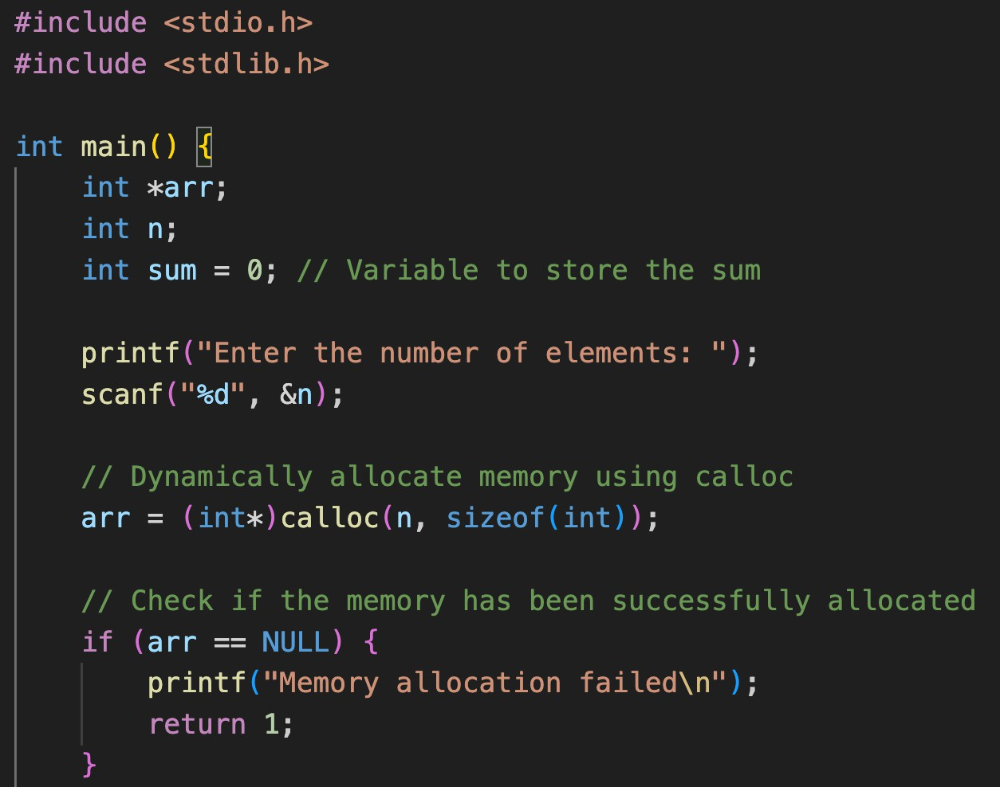 #include <stdio.h>
#include <stdlib.h>
int main() {
int *arr;
int n;
int sum = 0; // Variable to store the sum
printf("Enter the number of elements: ");
scanf("%d", &n);
// Dynamically allocate memory using calloc
arr = (int*)calloc(n, sizeof(int));
// Check if the memory has been successfully allocated
if (arr == NULL) {
printf("Memory allocation failed\n");
return 1;
}